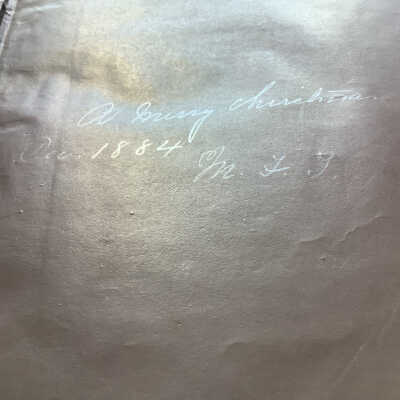 A merry Christmas.
Dec. 1884
M. F. F.